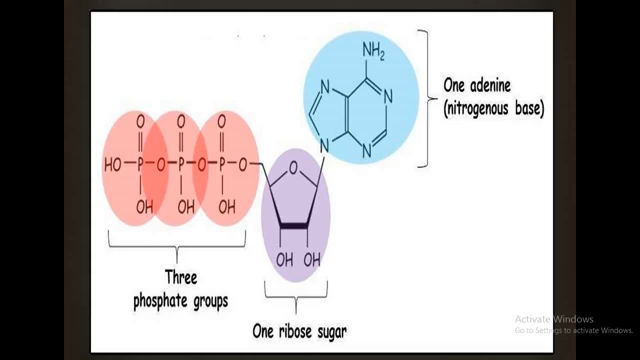 NH2
N
N
N
N
O
O
O
O
HO
P
O
P
O
P
O
OH
OH
OH
OH
OH
One adenine
(nitrogenous base)
Three
phosphate groups
One ribose sugar
Activate Windows
Go to Settings to activate Windows.